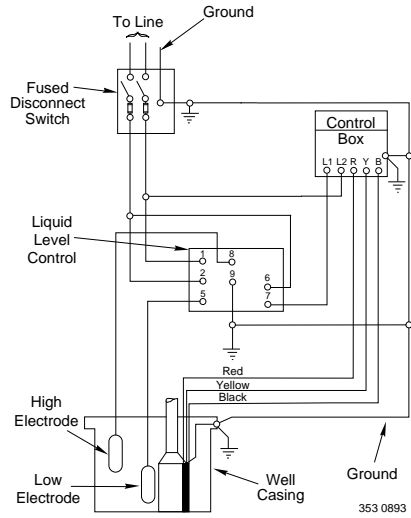 To Line
Ground
Fused
Disconnect
Switch
Control
Box
L1 L2 R Y B
Liquid
Level
Control
1
8
2
9
6
5
7
Red
Yellow
Black
High
Electrode
Low
Electrode
Well
Casing
Ground
353 0893